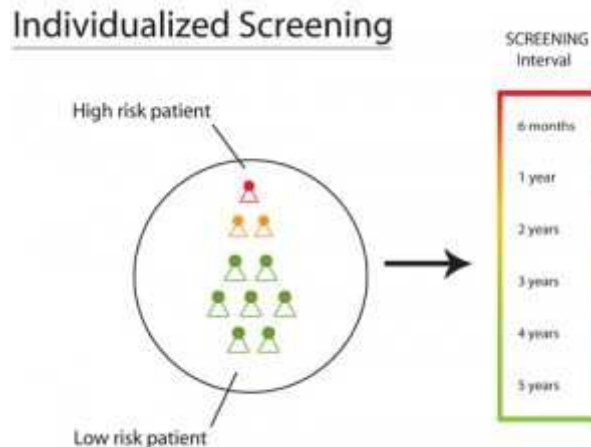 Individualized Screening
SCREENING
Interval
High risk patient
6 months
1 year
2 years
3 years
4 years
5 years
Low risk patient